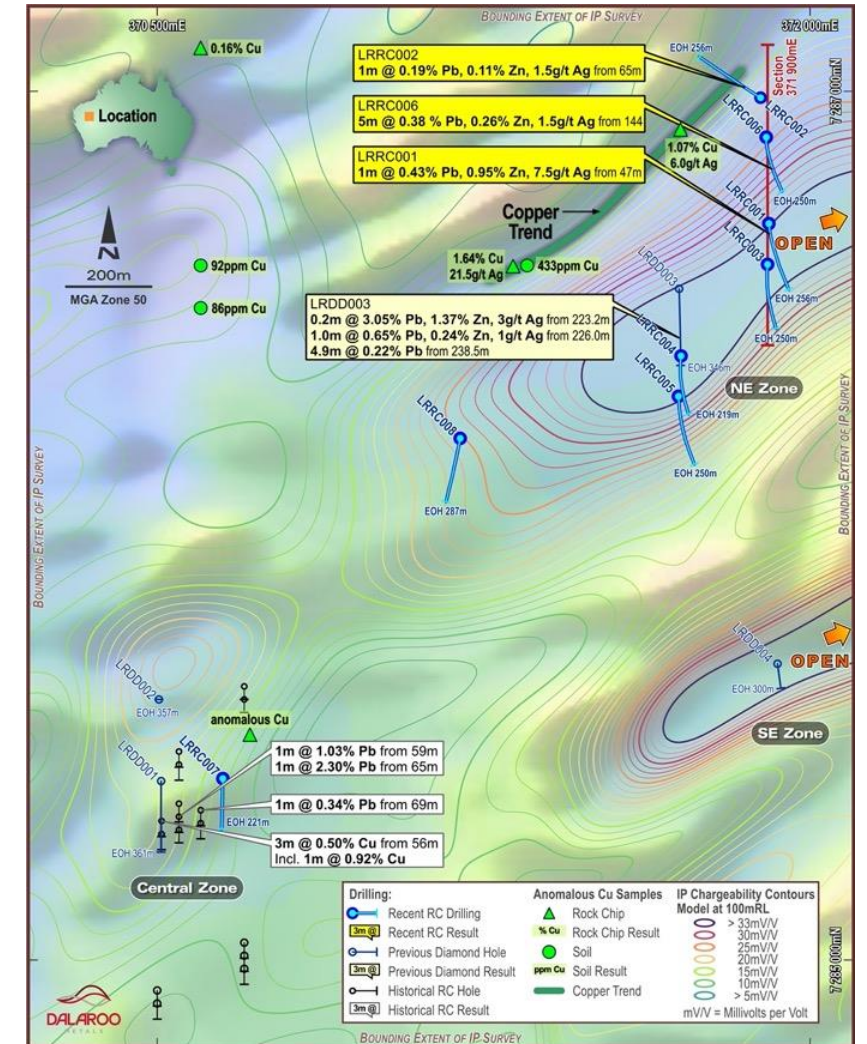 BOUNDING EXTENT OF IP SURVEY
370 500mE
372 000mE
0.16% Cu
LRRC002
1m @ 0.19% Pb, 0.11% Zn, 1.5g/t Ag from 65m
EOH 256m
Section
371 900mE
7 287 000mN
Location
LRRC006
5m @ 0.38 % Pb, 0.26% Zn, 1.5g/t Ag from 144
LRRC006
LRRC002
1.07% Cu
6.0g/t Ag
LRRC001
1m @ 0.43% Pb, 0.95% Zn, 7.5g/t Ag from 47m
EOH 250m
LRRC001
OPEN
Copper
Trend
N
200m
MGA Zone 50
92ppm Cu
86ppm Cu
1.64% Cu
21.5g/t Ag
433ppm Cu
LRRC003
LRDD003
EOH 256m
LRDD003
0.2m @ 3.05% Pb, 1.37% Zn, 3g/t Ag from 223.2m
1.0m @ 0.65% Pb, 0.24% Zn, 1g/t Ag from 226.0m
4.9m @ 0.22% Pb from 238.5m
LRRC004
EOH 250m
EOH 346m
NE Zone
LRRC005
EOH 219m
LRRC008
EOH 250m
EOH 287m
BOUNDING EXTENT OF IP SURVEY
BOUNDING EXTENT OF IP SURVEY
LRDD004
OPEN
EOH 300m
SE Zone
LRDD002
EOH 357m
anomalous Cu
LRDD001
LRRC007
1m @ 1.03% Pb from 59m
1m @ 2.30% Pb from 65m
1m @ 0.34% Pb from 69m
EOH 221m
3m @ 0.50% Cu from 56m
Incl. 1m @ 0.92% Cu
EOH 361m
Central Zone
Drilling:
Recent RC Drilling
3m @ Recent RC Result
Previous Diamond Hole
3m @ Previous Diamond Result
Historical RC Hole
3m @ Historical RC Result
Anomalous Cu Samples
Rock Chip
% Cu Rock Chip Result
Soil
ppm Cu Soil Result
Copper Trend
IP Chargeability Contours
Model at 100mRL
> 33mV/V
30mV/V
25mV/V
20mV/V
15mV/V
10mV/V
> 5mV/V
mV/V = Millivolts per Volt
7 285 000mN
DALAROO
METALS
BOUNDING EXTENT OF IP SURVEY